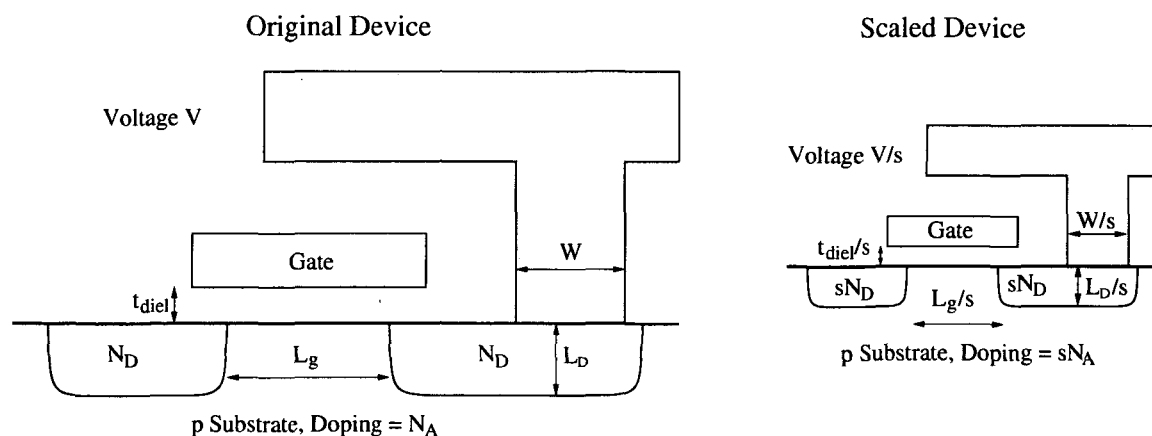 Original Device
Scaled Device
Voltage V
Voltage V/s
Gate
W
t_diel
N_D
L_g
N_D
L_D
p Substrate, Doping = N_A
Gate
W/s
t_diel/s
sN_D
L_g/s
sN_D
L_D/s
p Substrate, Doping = sN_A